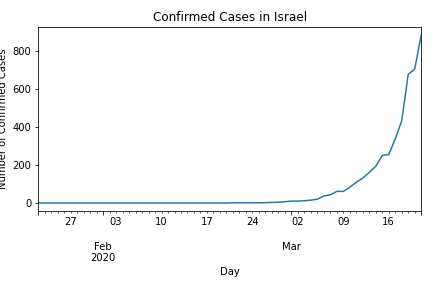 Confirmed Cases in Israel
Number of Confirmed Cases
800
600
400
200
0
27 03 10 17 24 02 09 16
Feb Mar
2020
Day